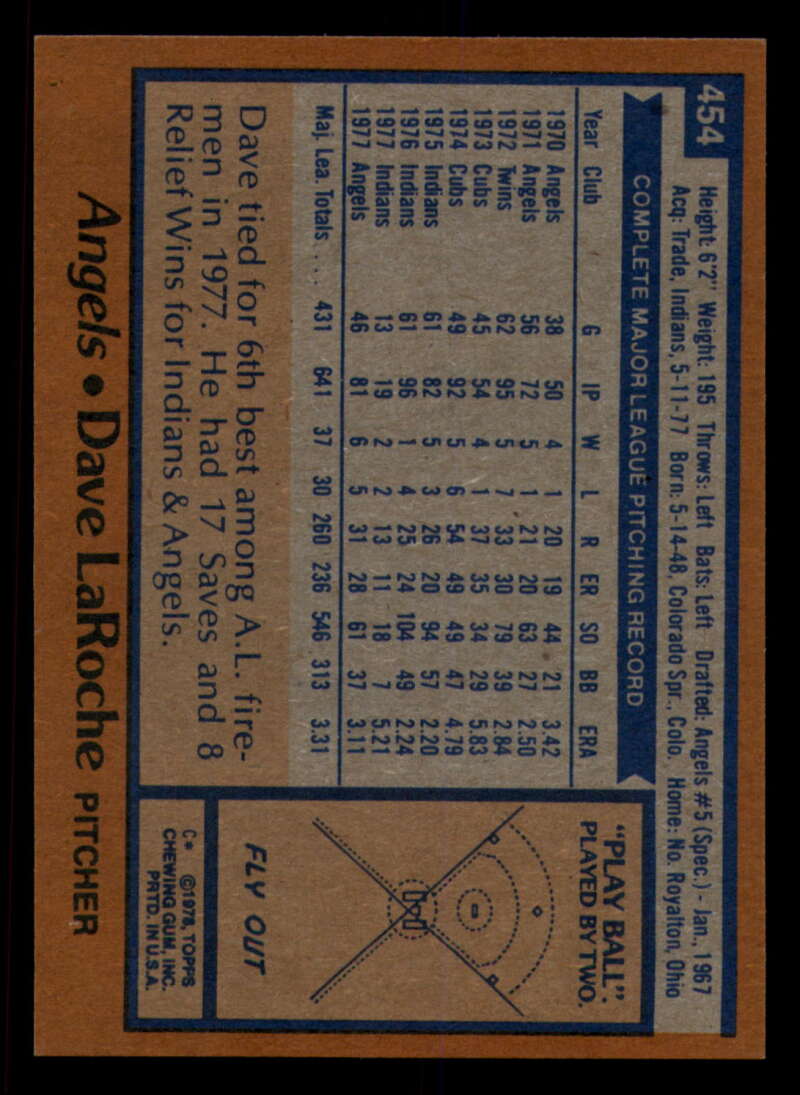 454
Height: 6'2" Weight: 195 Throws: Left Bats: Left Drafted: Angels #5 (Spec.) - Jan., 1967
Acq: Trade, Indians, 5-11-77 Born: 5-14-48, Colorado Spr., Colo. Home: No. Royalton, Ohio
COMPLETE MAJOR LEAGUE PITCHING RECORD
Year Club G IP W L R ER SO BB ERA
1970 Angels 38 50 4 1 20 19 44 21 3.42
1971 Angels 56 72 5 1 21 20 63 27 2.50
1972 Twins 62 95 5 7 33 30 79 39 2.84
1973 Cubs 45 54 4 1 37 35 34 29 5.83
1974 Cubs 49 92 5 6 54 49 49 47 4.79
1975 Indians 61 82 5 3 26 20 94 57 2.20
1976 Indians 61 96 1 4 25 24 104 49 2.24
1977 Indians 13 19 2 2 13 11 18 7 5.21
1977 Angels 46 81 6 5 31 28 61 37 3.11
Maj. Lea. Totals . . . 431 641 37 30 260 236 546 313 3.31
Dave tied for 6th best among A.L. fire-
men in 1977. He had 17 Saves and 8
Relief Wins for Indians & Angels.
"PLAY BALL".
PLAYED BY TWO.
FLY OUT
C* ©1978, TOPPS
CHEWING GUM, INC.
PRTD. IN U.S.A.
Angels • Dave LaRoche PITCHER